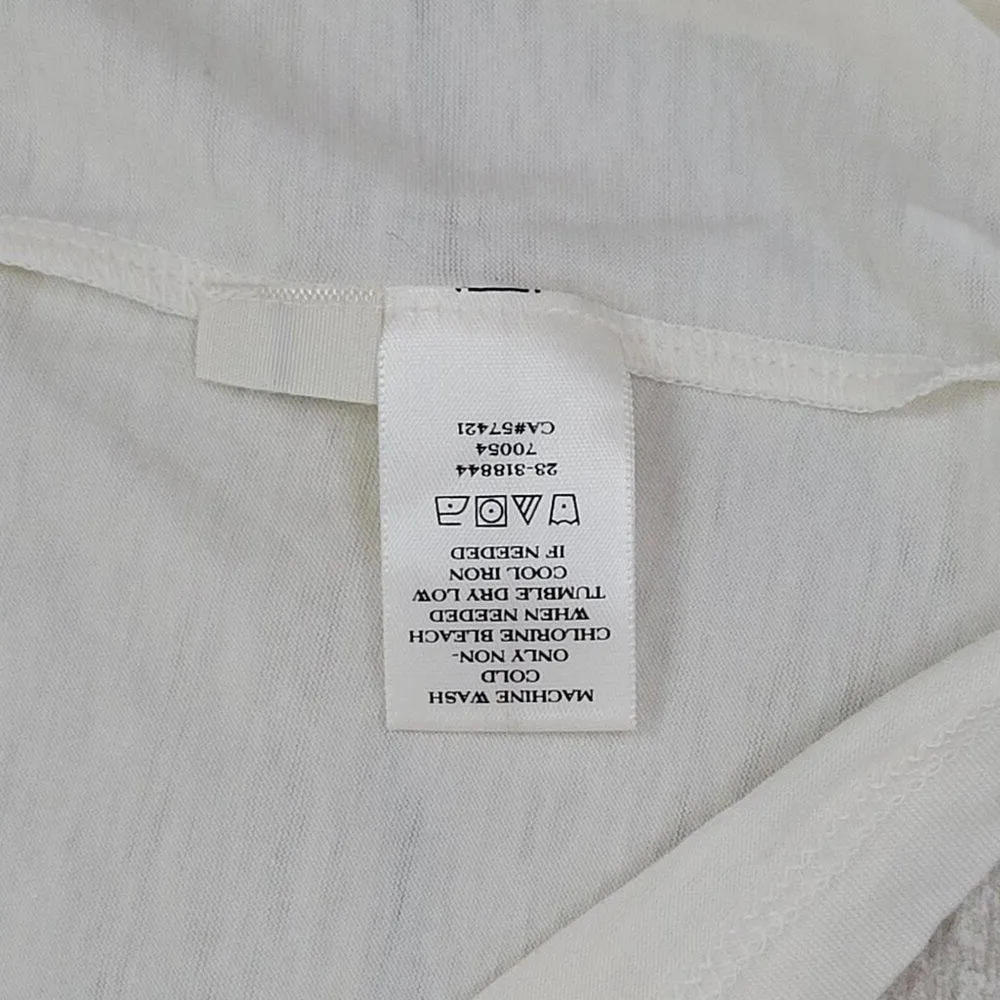 MACHINE WASH
COLD
ONLY NON-
CHLORINE BLEACH
WHEN NEEDED
TUMBLE DRY LOW
COOL IRON
IF NEEDED
23-318844
70054
CA#57421